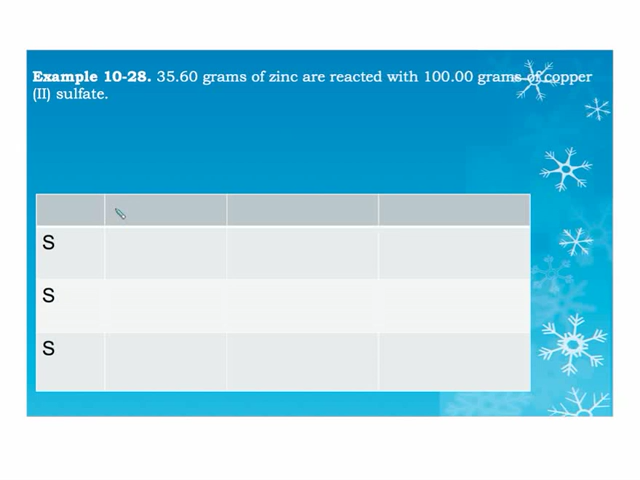 Example 10-28. 35.60 grams of zinc are reacted with 100.00 grams of copper
(II) sulfate.
S
S
S